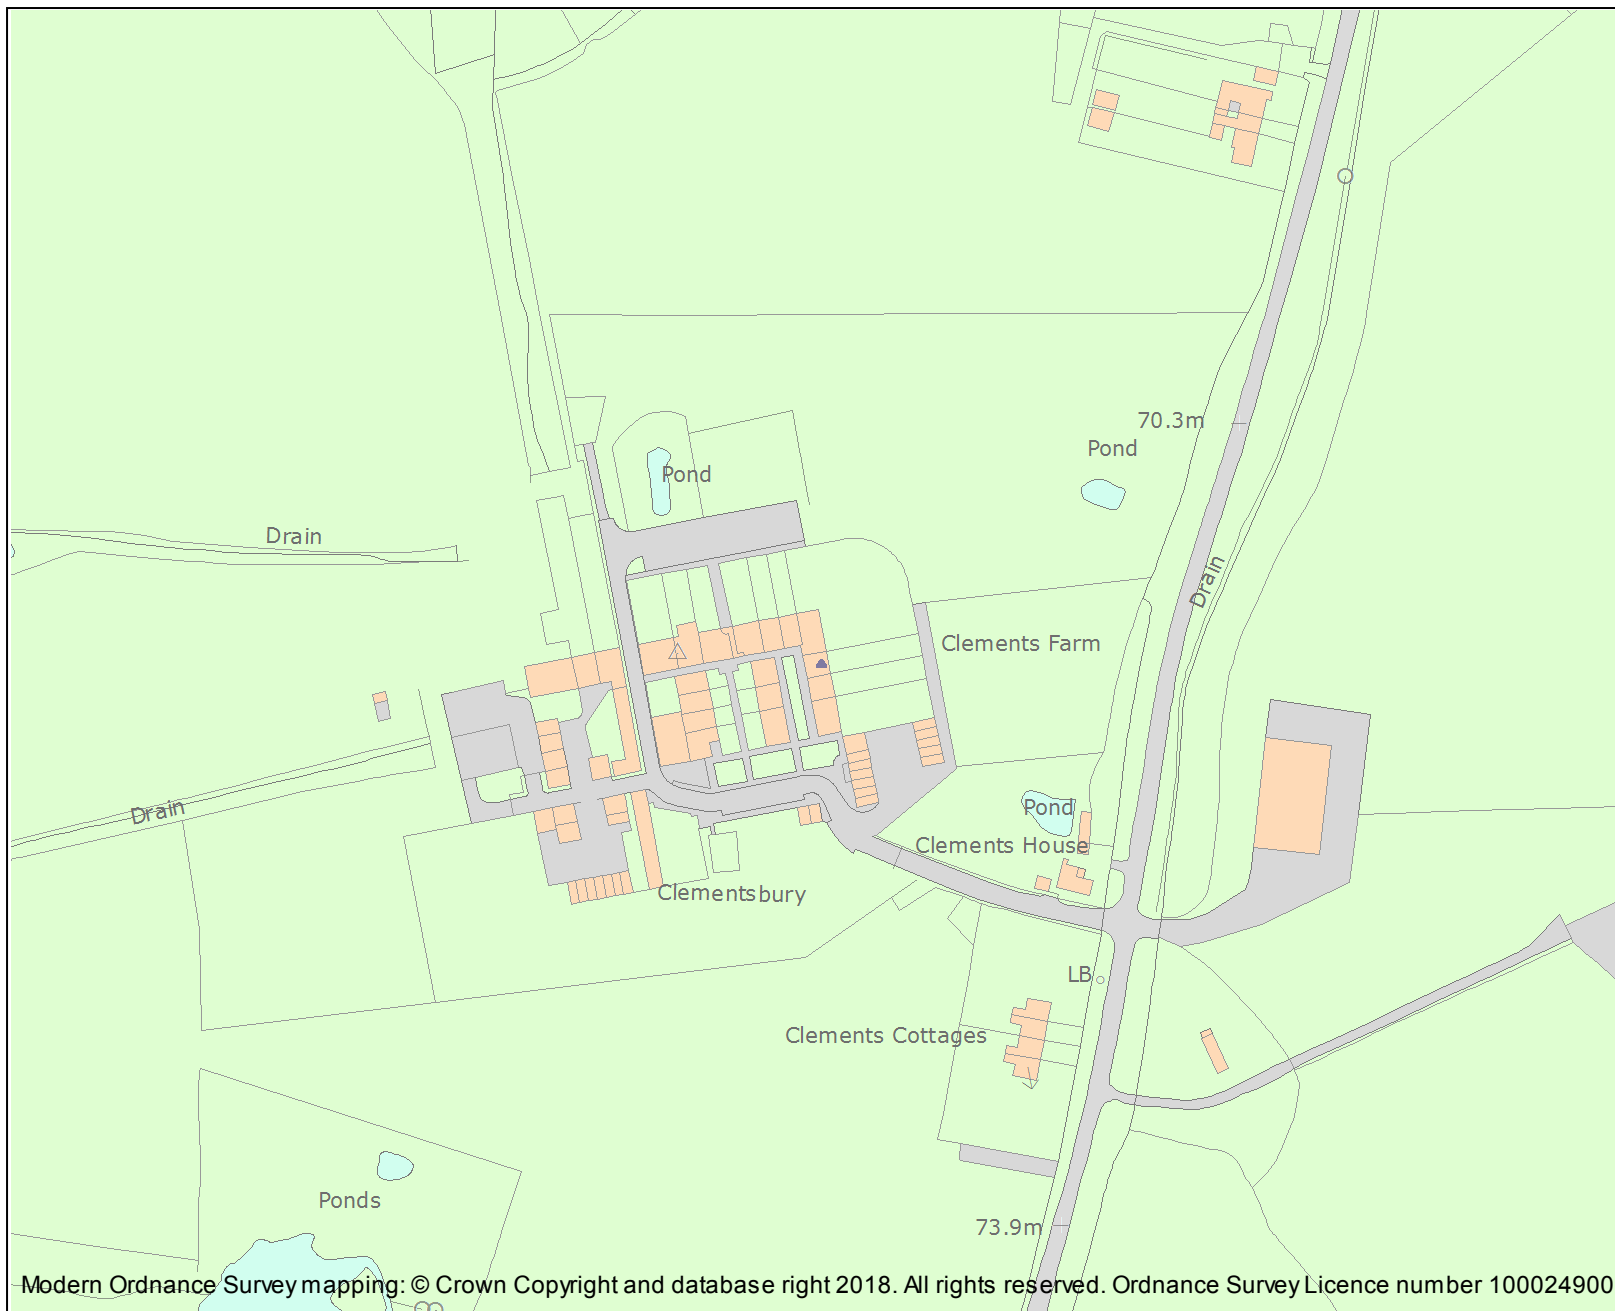 70.3m
Pond
Pond
Drain
Drain
Clements Farm
Drain
Pond
Clements House
Clementsbury
LB
Clements Cottages
Ponds
73.9m
Modern Ordnance Survey mapping: © Crown Copyright and database right 2018. All rights reserved. Ordnance Survey Licence number 100024900